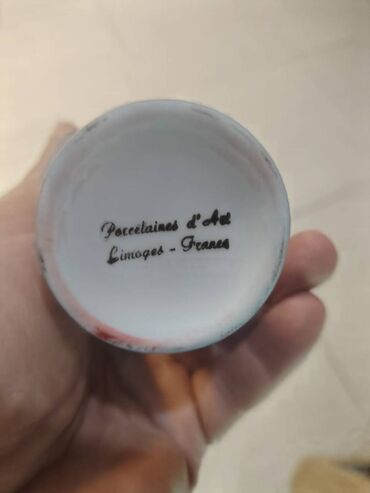 Porcelaines d'Art
Limoges - France